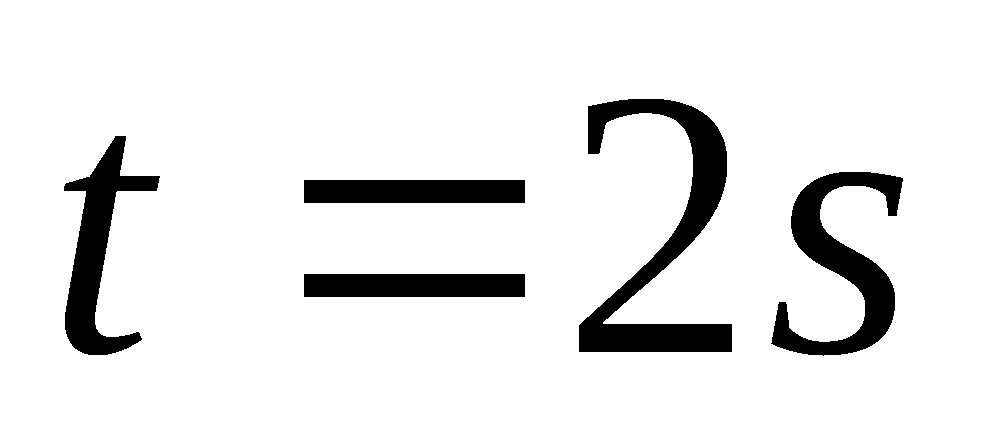 t = 2s